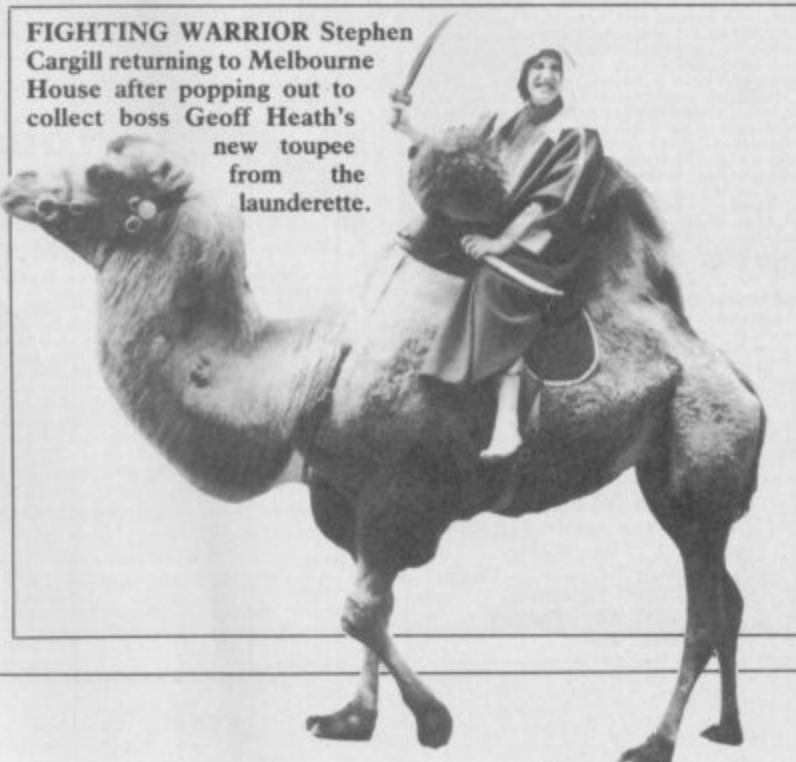 FIGHTING WARRIOR Stephen
Cargill returning to Melbourne
House after popping out to
collect boss Geoff Heath's
new toupee
from the
launderette.